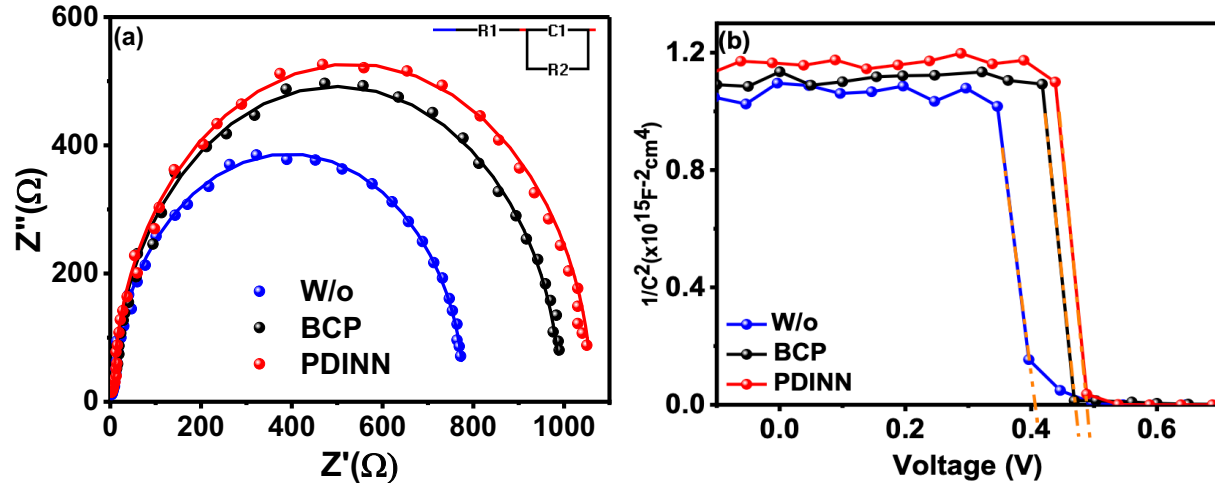 (a)
R1
C1
R2
600
400
200
0
Z''(Ω)
W/o
BCP
PDINN
0 200 400 600 800 1000
Z'(Ω)
(b)
1.2
0.8
0.4
0.0
1/C²(x10¹⁵F⁻²cm⁴)
W/o
BCP
PDINN
0.0 0.2 0.4 0.6
Voltage (V)